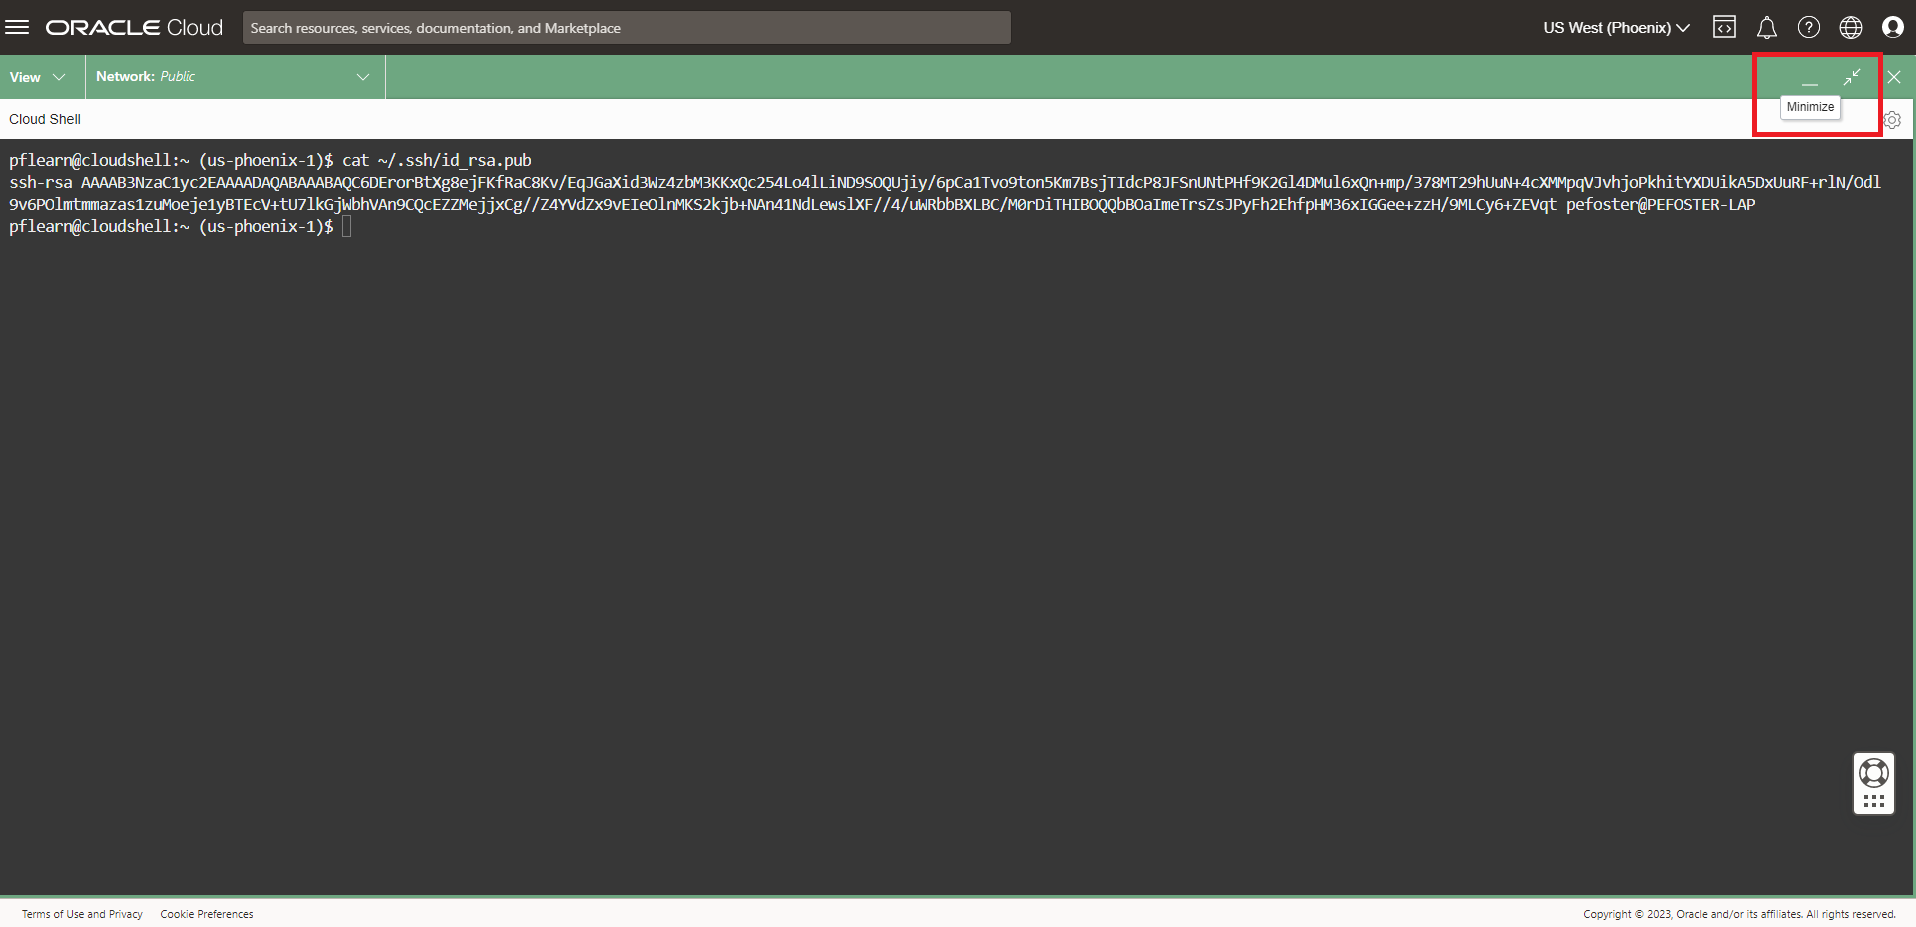 ORACLE Cloud
Search resources, services, documentation, and Marketplace
US West (Phoenix)
View
Network: Public
Minimize
Cloud Shell
pflearn@cloudshell:~ (us-phoenix-1)$ cat ~/.ssh/id_rsa.pub
ssh-rsa AAAAB3NzaC1yc2EAAAADAQABAAABAQC6DErorBtXg8ejFKfRaC8Kv/EqJGaXid3Wz4zbM3KKxQc254Lo4lLiND9SOQUjiy/6pCa1Tvo9ton5Km7BsjTIdcP8JFSnUNtPHf9K2Gl4DMul6xQn+mp/378MT29hUuN+4cXMMpqVJvhjoPkhitYXDUikA5DxUuRF+rlN/Odl
9v6POlmtmmazas1zuMoeje1yBTEcV+tU7lkGjWbhVAn9CQcEZZMejjxCg//Z4YVdZx9vEIeOlnMKS2kjb+NAn41NdLewslXF//4/uWRbbBXLBC/M0rDiTHIBOQQbBOaImeTrsZsJPyFh2EhfpHM36xIGGee+zzH/9MLCy6+ZEVqt pefoster@PEFOSTER-LAP
pflearn@cloudshell:~ (us-phoenix-1)$
Terms of Use and Privacy
Cookie Preferences
Copyright © 2023, Oracle and/or its affiliates. All rights reserved.